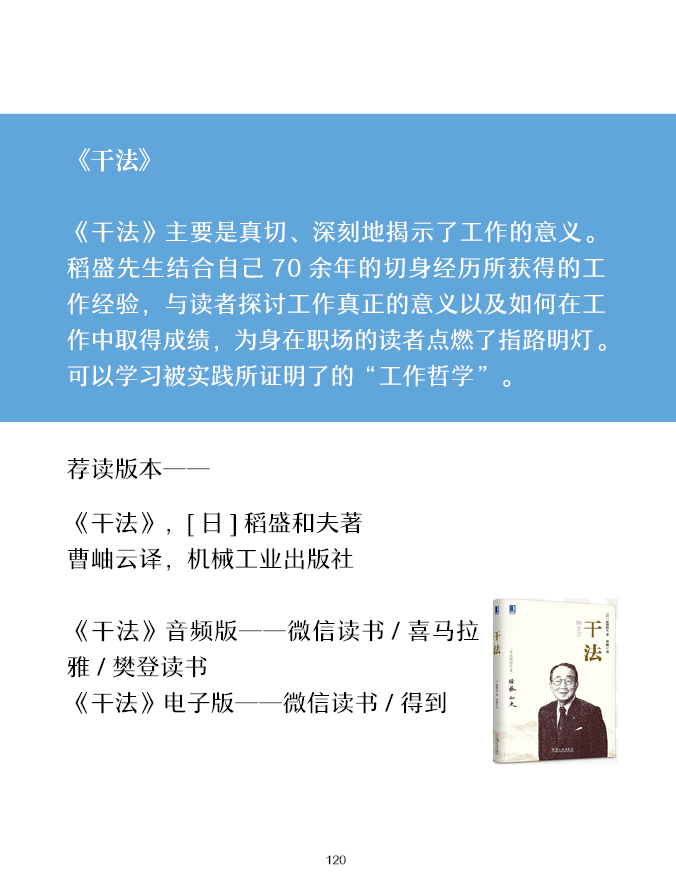 《干法》
《干法》主要是真切、深刻地揭示了工作的意义。
稻盛先生结合自己 70 余年的切身经历所获得的工
作经验，与读者探讨工作真正的意义以及如何在工
作中取得成绩，为身在职场的读者点燃了指路明灯。
可以学习被实践所证明了的“工作哲学”。
荐读版本——
《干法》，[ 日 ] 稻盛和夫著
曹岫云译，机械工业出版社
《干法》音频版——微信读书 / 喜马拉
雅 / 樊登读书
《干法》电子版——微信读书 / 得到
干法
干法
120